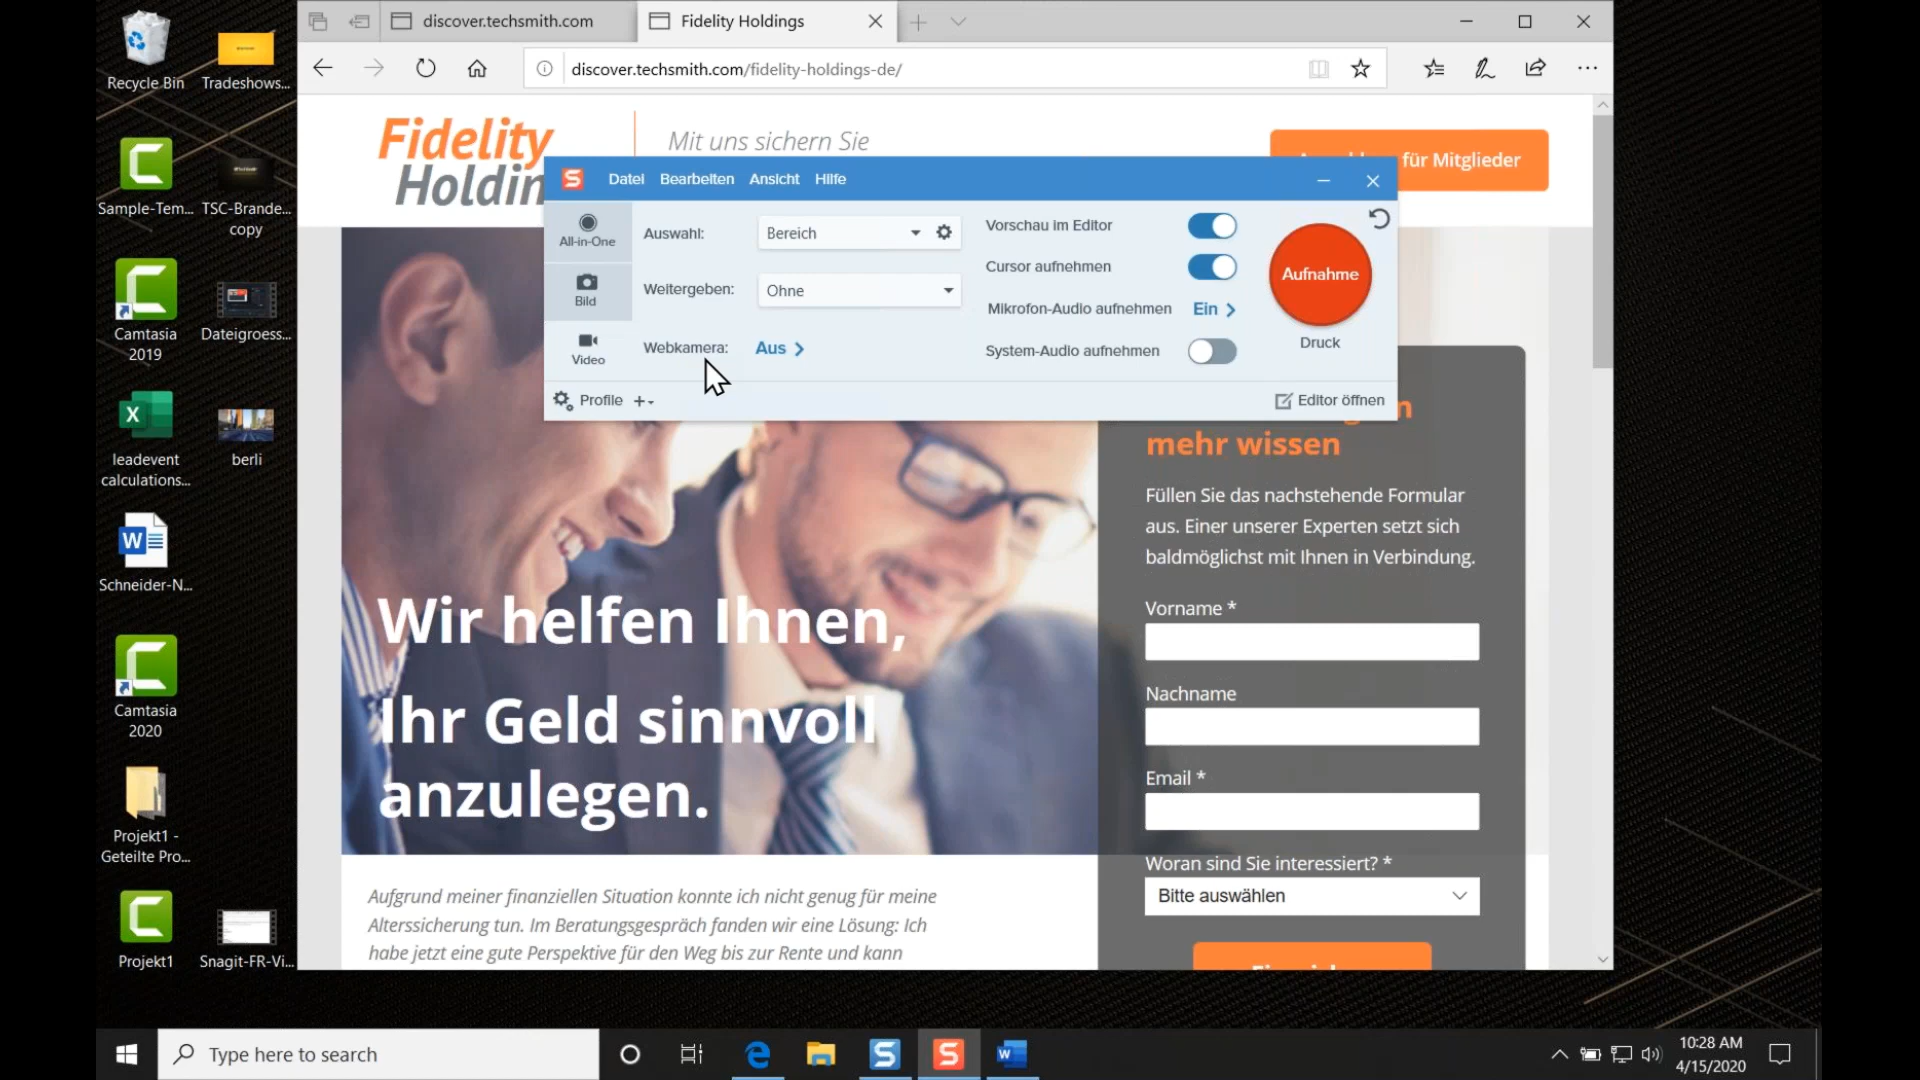 Recycle Bin
Tradeshows...
Sample-Tem...
TSC-Brande...
copy
Camtasia
2019
Dateigroess...
leadevent
calculations...
berli
Schneider-N...
Camtasia
2020
Projekt1 -
Geteilte Pro...
Projekt1
Snagit-FR-Vi...
discover.techsmith.com
Fidelity Holdings
discover.techsmith.com/fidelity-holdings-de/
Fidelity
Holdin
Mit uns sichern Sie
für Mitglieder
Datei Bearbeiten Ansicht Hilfe
All-in-One
Bild
Video
Auswahl:
Bereich
Weitergeben:
Ohne
Webkamera:
Aus
Vorschau im Editor
Cursor aufnehmen
Mikrofon-Audio aufnehmen
Ein
System-Audio aufnehmen
Aufnahme
Druck
Profile
Editor öffnen
mehr wissen
Füllen Sie das nachstehende Formular
aus. Einer unserer Experten setzt sich
baldmöglichst mit Ihnen in Verbindung.
Vorname *
Nachname
Email *
Woran sind Sie interessiert? *
Bitte auswählen
Wir helfen Ihnen,
Ihr Geld sinnvoll
anzulegen.
Aufgrund meiner finanziellen Situation konnte ich nicht genug für meine
Alterssicherung tun. Im Beratungsgespräch fanden wir eine Lösung: Ich
habe jetzt eine gute Perspektive für den Weg bis zur Rente und kann
Type here to search
10:28 AM
4/15/2020